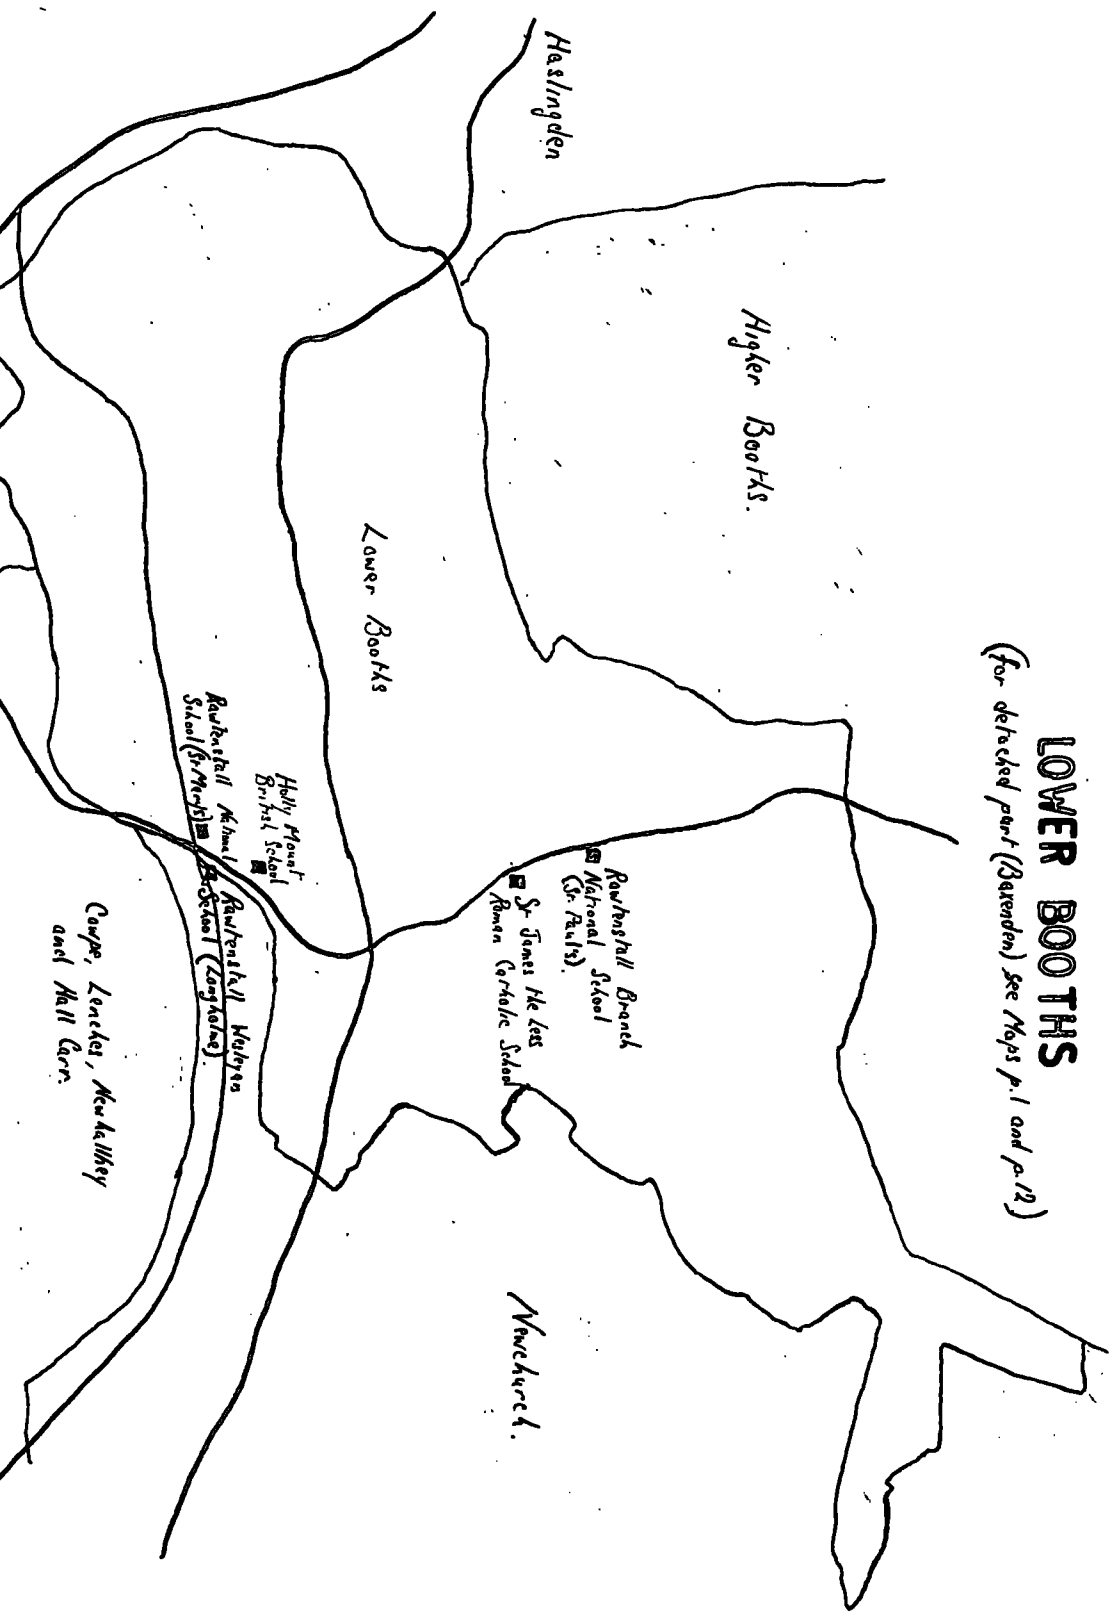 LOWER BOOTHS
(for detached part (Baxenden) see Maps p.1 and p.12)
Haslingden
Higher Booths.
Lower Booths
Rawtenstall Branch
National School
(St. Paul's).
St James the Less
Roman Catholic School
Holly Mount
British School
Rawtenstall National
School (St Mary's)
Rawtenstall Wesleyan
School (Longholme).
Newchurch.
Cowpe, Lenches, Newhallhey
and Hall Carr.